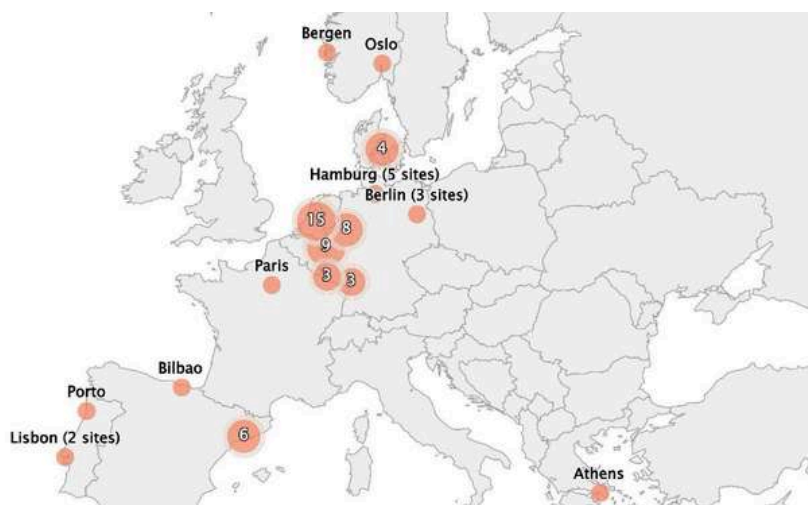 Bergen
Oslo
4
Hamburg (5 sites)
Berlin (3 sites)
15
8
9
Paris
3
3
Bilbao
Porto
Lisbon (2 sites)
6
Athens